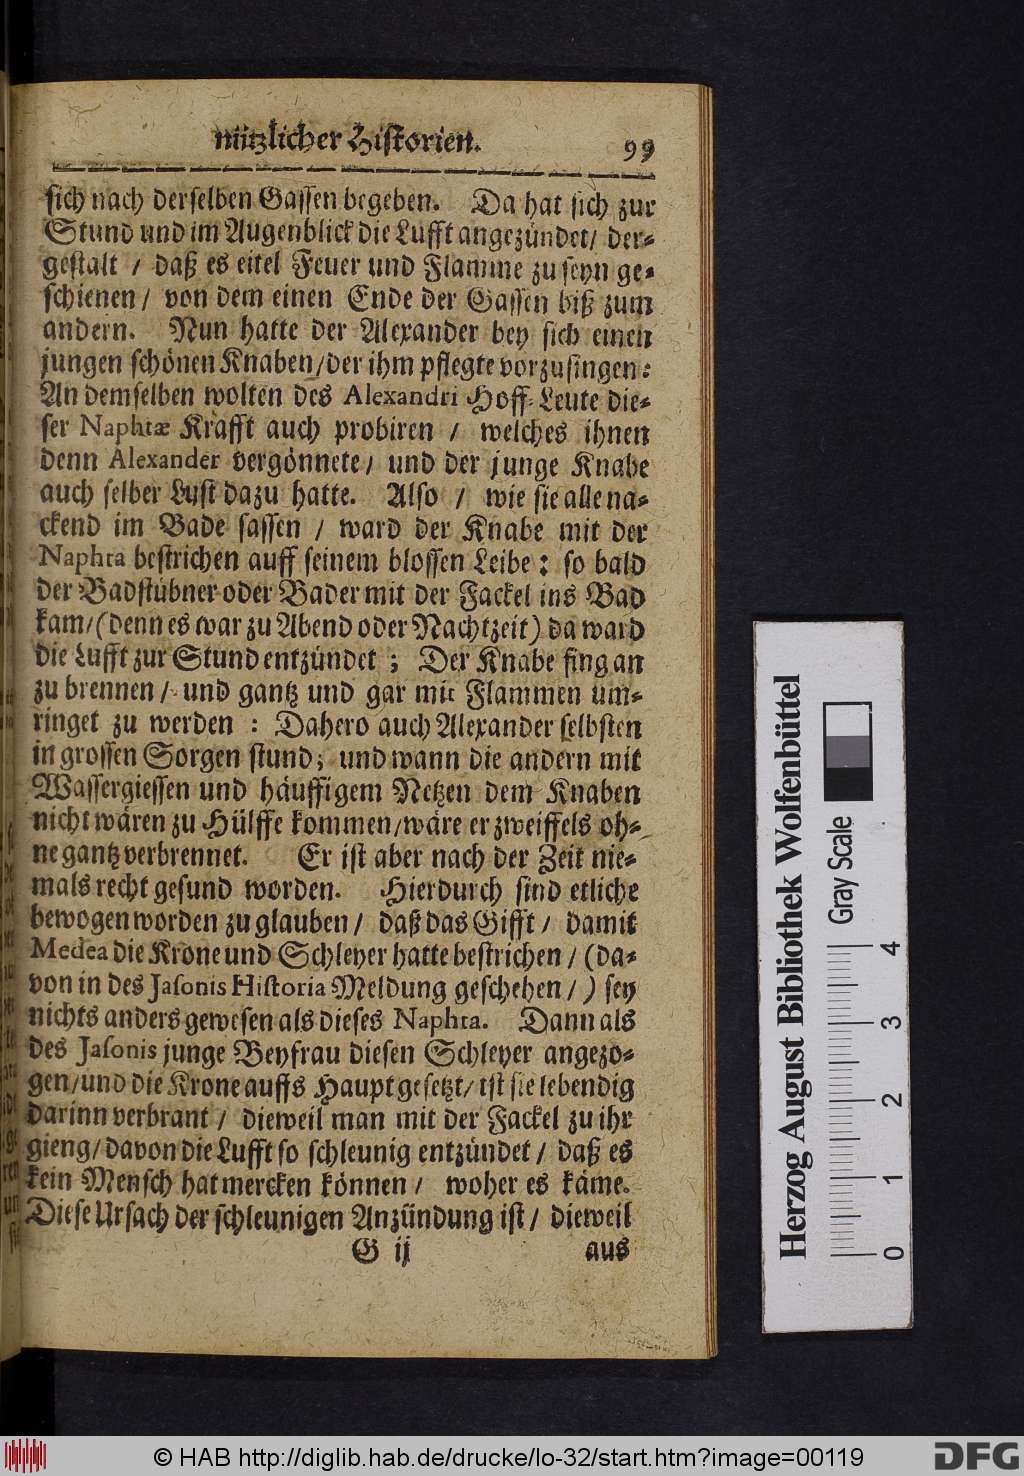 nützlicher Historien. 99
sich nach derselben Gassen begeben. Da hat sich zur
Stund und im Augenblick die Lufft angezündet/ der-
gestalt / daß es eitel Feuer und Flamme zu seyn ge-
schienen / von dem einen Ende der Gassen biß zum
andern. Nun hatte der Alexander bey sich einen
jungen schönen Knaben/der ihm pflegte vorzusingen:
An demselben wolten des Alexandri Hoff-Leute die-
ser Naphtæ Kräfft auch probiren / welches ihnen
denn Alexander vergönnete/ und der junge Knabe
auch selber Lust dazu hatte. Also / wie sie alle na-
ckend im Bade sassen / ward der Knabe mit der
Naphta bestrichen auff seinem blossen Leibe: so bald
der Badstübner oder Bader mit der Fackel ins Bad
kam/(denn es war zu Abend oder Nachtzeit) da ward
die Lufft zur Stund entzündet ; Der Knabe fing an
zu brennen / und gantz und gar mit Flammen um-
ringet zu werden : Dahero auch Alexander selbsten
in grossen Sorgen stund; und wann die andern mit
Wassergiessen und häuffigem Netzen dem Knaben
nicht wären zu Hülffe kommen/wäre er zweiffels oh-
ne gantz verbrennet. Er ist aber nach der Zeit nie-
mals recht gesund worden. Hierdurch sind etliche
bewogen worden zu glauben / daß das Gifft / damit
Medea die Krone und Schleyer hatte bestrichen / (da-
von in des Jasonis Historia Meldung geschehen / ) sey
nichts anders gewesen als dieses Naphta. Dann als
des Jasonis junge Beyfrau diesen Schleyer angezo-
gen/und die Krone auffs Haupt gesetzt/ ist sie lebendig
darinn verbrant / dieweil man mit der Fackel zu ihr
gieng/davon die Lufft so schleunig entzündet / daß es
kein Mensch hat mercken können / woher es käme.
Diese Ursach der schleunigen Anzündung ist / dieweil
G ij aus
Herzog August Bibliothek Wolfenbüttel
Gray Scale
0 1 2 3 4
© HAB http://diglib.hab.de/drucke/lo-32/start.htm?image=00119
DFG